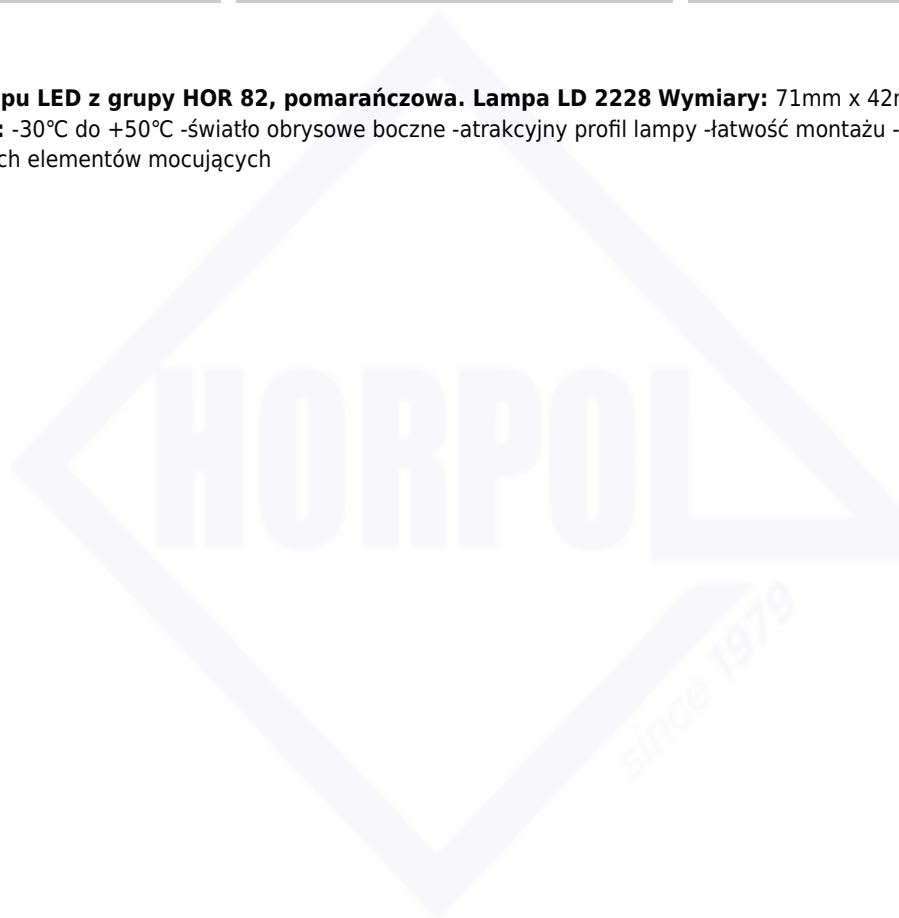 pu LED z grupy HOR 82, pomarańczowa. Lampa LD 2228 Wymiary: 71mm x 42
: -30℃ do +50℃ -światło obrysowe boczne -atrakcyjny profil lampy -łatwość montażu -
ch elementów mocujących
HORPOL
since 1979